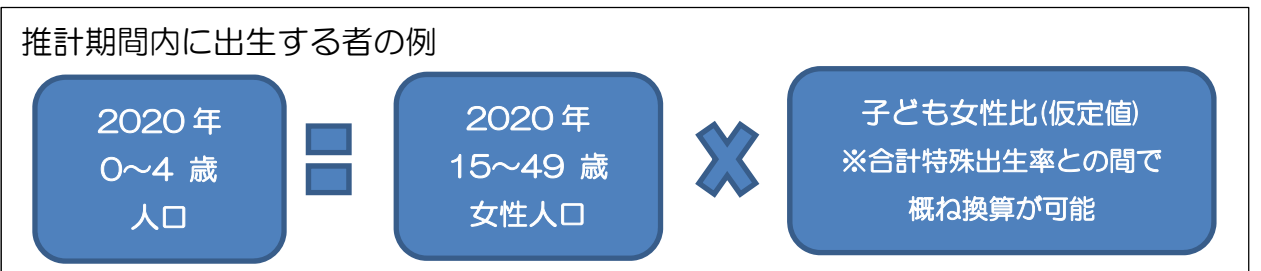 推計期間内に出生する者の例
2020年
0～4 歳
人口
2020年
15～49 歳
女性人口
子ども女性比(仮定値)
※合計特殊出生率との間で
概ね換算が可能